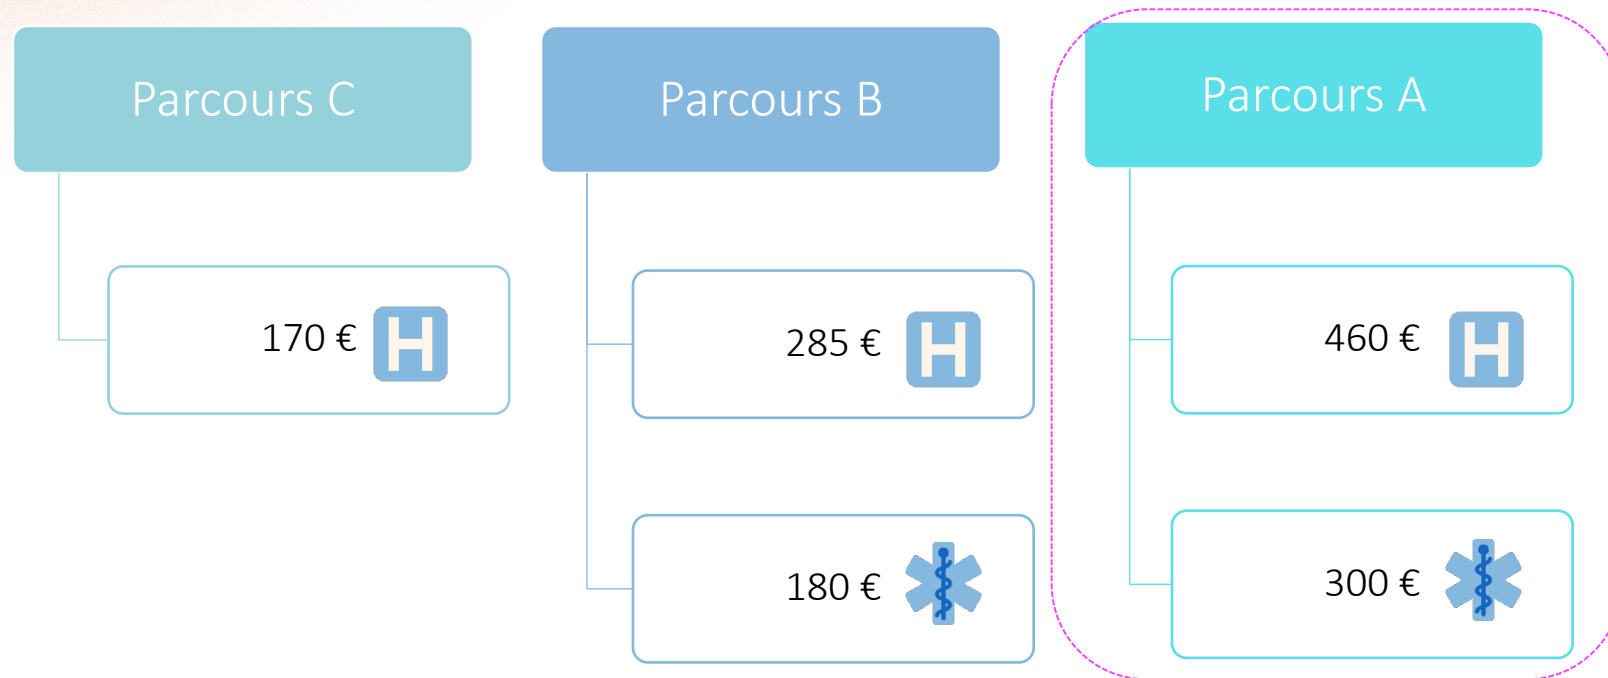 Parcours C
170 € H
Parcours B
285 € H
180 €
Parcours A
460 € H
300 €